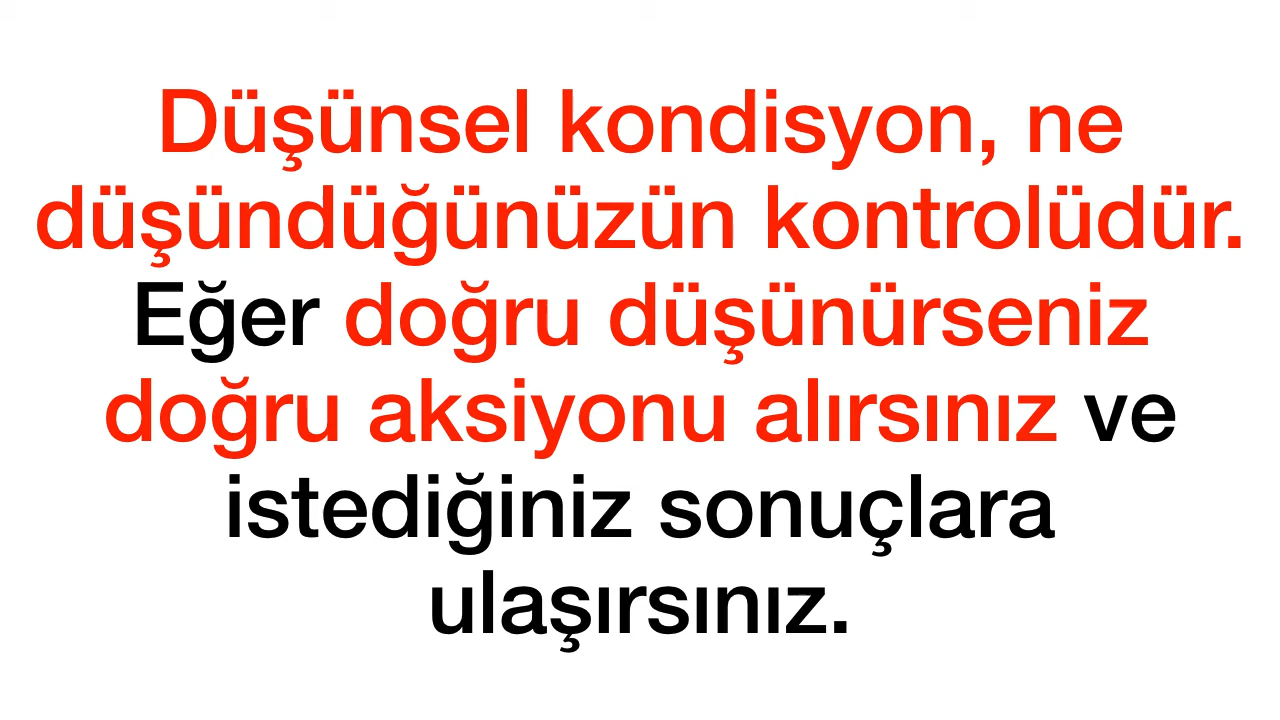 Düşünsel kondisyon, ne
düşündüğünüzün kontrolüdür.
Eğer doğru düşünürseniz
doğru aksiyonu alırsınız ve
istediğiniz sonuçlara
ulaşırsınız.